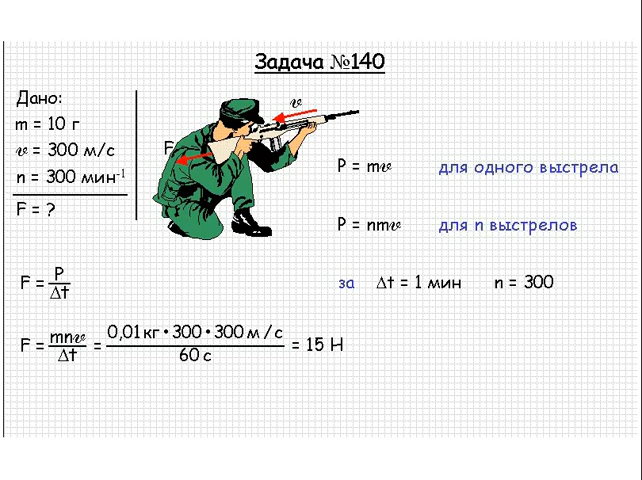 Задача №140
Дано:
m = 10 г
v = 300 м/с
n = 300 мин⁻¹
F = ?
v
F
P = mv для одного выстрела
P = nmv для n выстрелов
F = P / Δt
за Δt = 1 мин n = 300
F = mnv / Δt = 0,01 кг • 300 • 300 м / с / 60 с = 15 Н